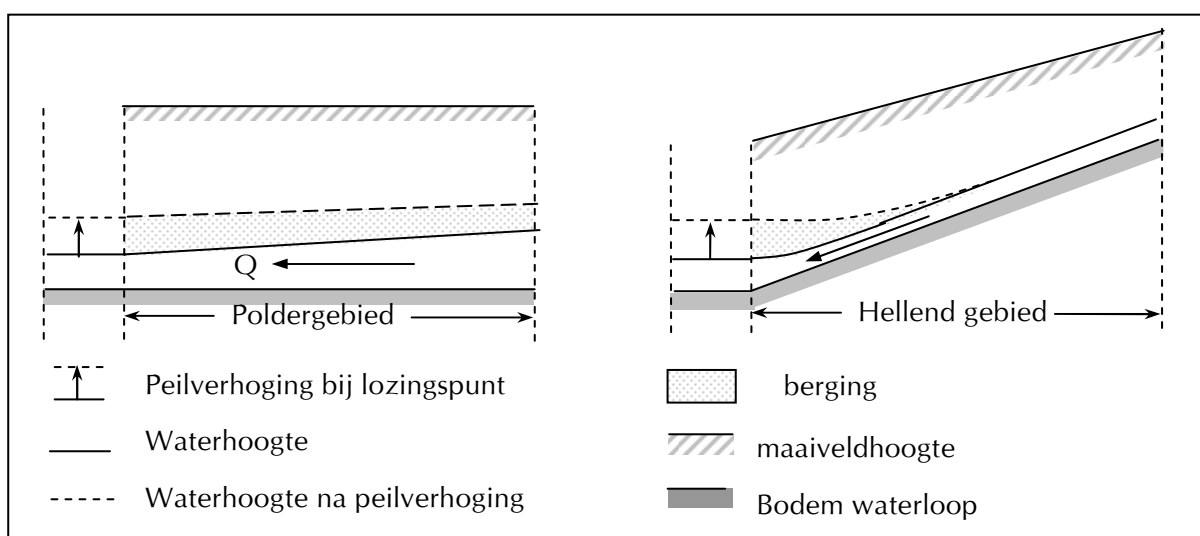 Q
Poldergebied
Hellend gebied
Peilverhoging bij lozingspunt
Waterhoogte
Waterhoogte na peilverhoging
berging
maaiveldhoogte
Bodem waterloop